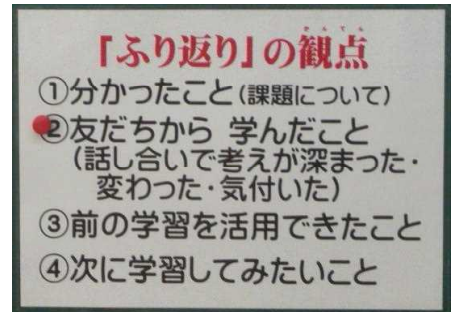 「ふり返り」の観点
かんてん
①分かったこと(課題について)
②友だちから 学んだこと
(話し合いで考えが深まった・
変わった・気付いた)
③前の学習を活用できたこと
④次に学習してみたいこと